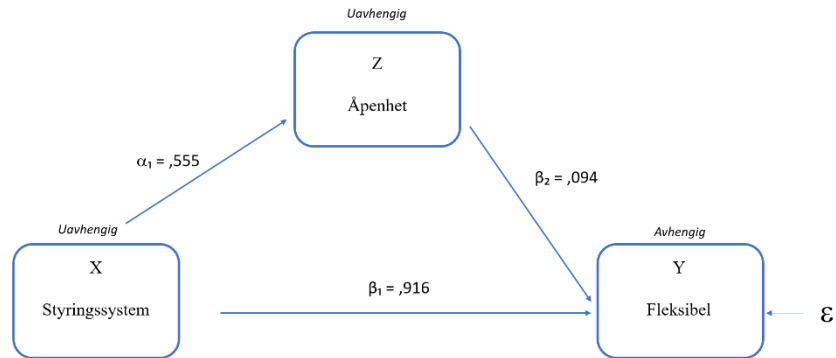 Uavhengig
Z
Åpenhet
α₁ = ,555
β₂ = ,094
Uavhengig
X
Styringssystem
β₁ = ,916
Avhengig
Y
Fleksibel
ε